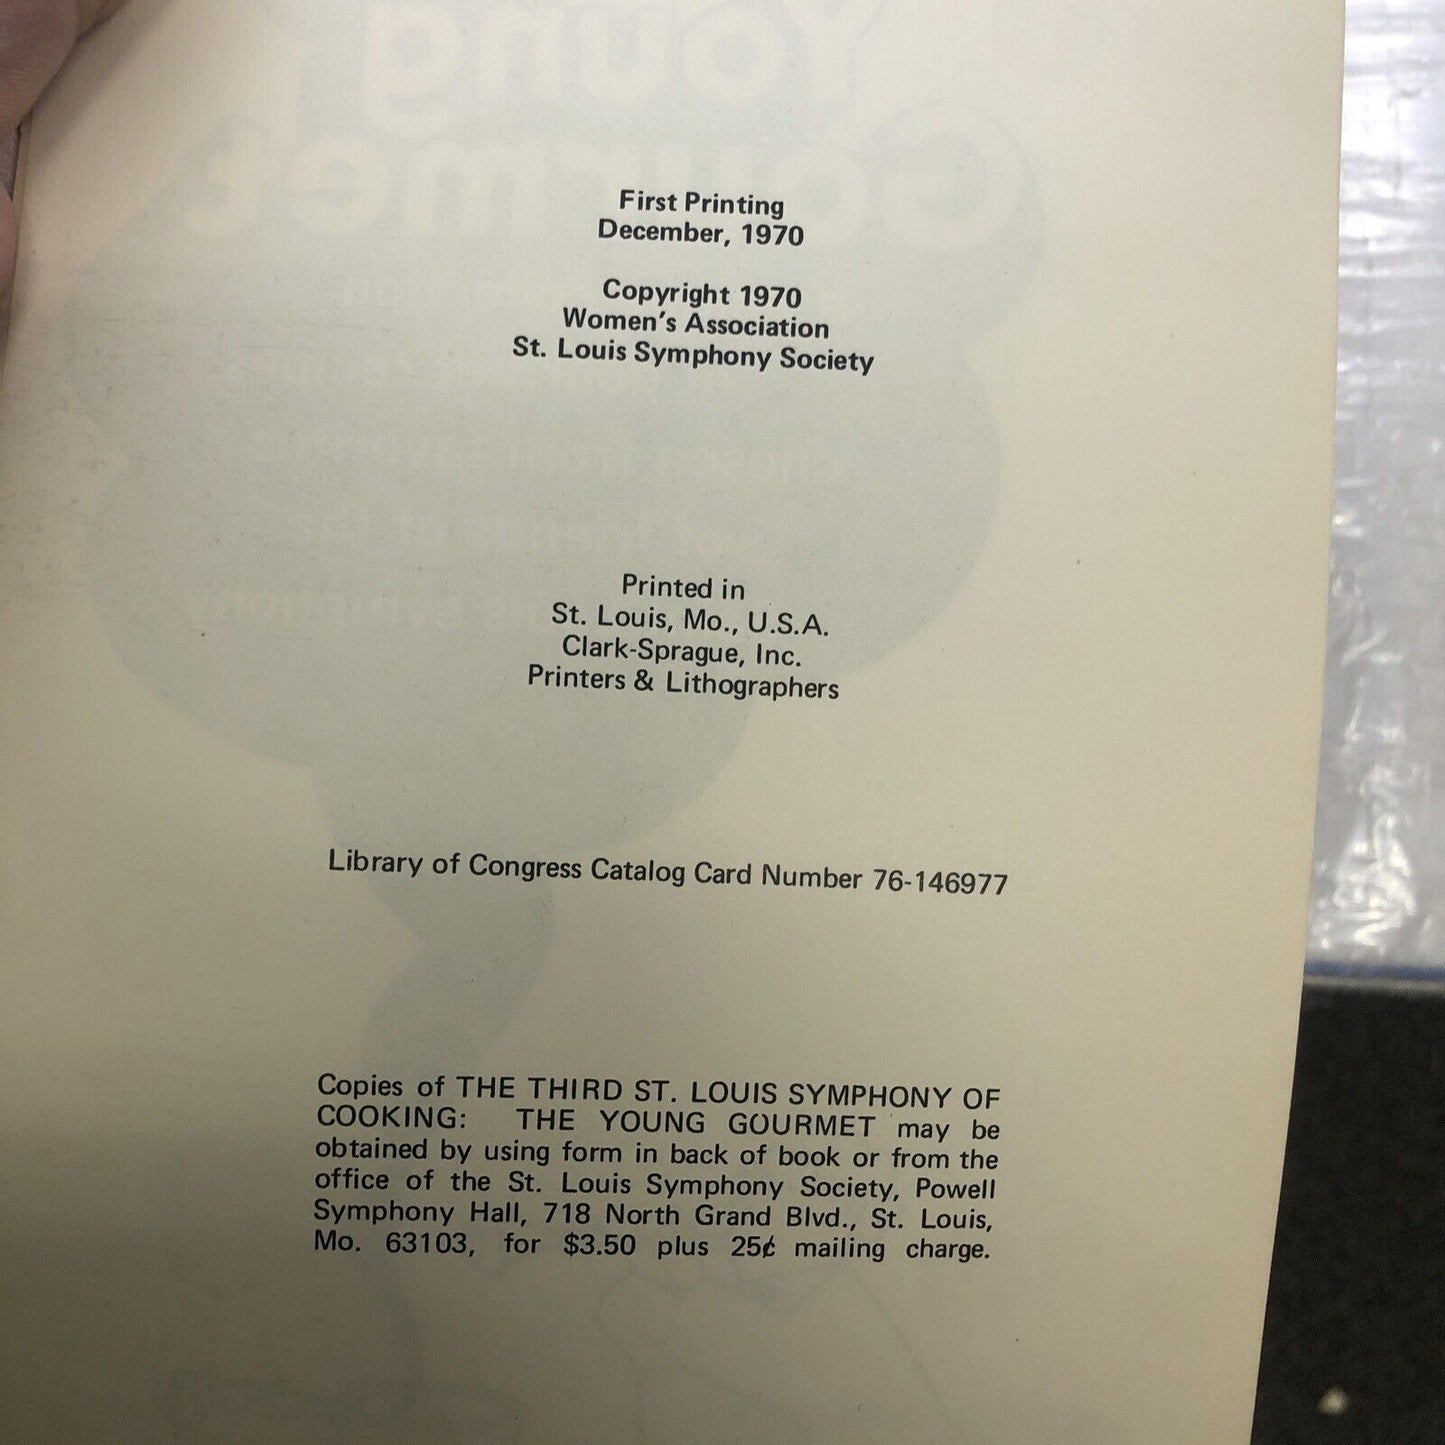 First Printing
December, 1970
Copyright 1970
Women's Association
St. Louis Symphony Society
Printed in
St. Louis, Mo., U.S.A.
Clark-Sprague, Inc.
Printers & Lithographers
Library of Congress Catalog Card Number 76-146977
Copies of THE THIRD ST. LOUIS SYMPHONY OF
COOKING: THE YOUNG GOURMET may be
obtained by using form in back of book or from the
office of the St. Louis Symphony Society, Powell
Symphony Hall, 718 North Grand Blvd., St. Louis,
Mo. 63103, for $3.50 plus 25¢ mailing charge.